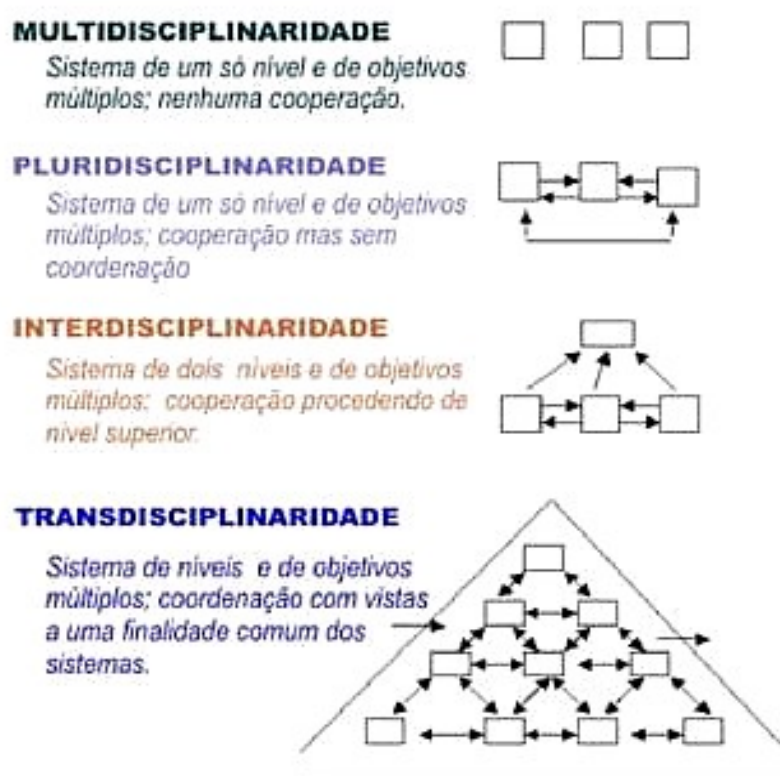 MULTIDISCIPLINARIDADE
Sistema de um só nível e de objetivos
múltiplos; nenhuma cooperação.
PLURIDISCIPLINARIDADE
Sistema de um só nível e de objetivos
múltiplos; cooperação mas sem
coordenação
INTERDISCIPLINARIDADE
Sistema de dois níveis e de objetivos
múltiplos: cooperação procedendo de
nível superior.
TRANSDISCIPLINARIDADE
Sistema de níveis e de objetivos
múltiplos; coordenação com vistas
a uma finalidade comum dos
sistemas.